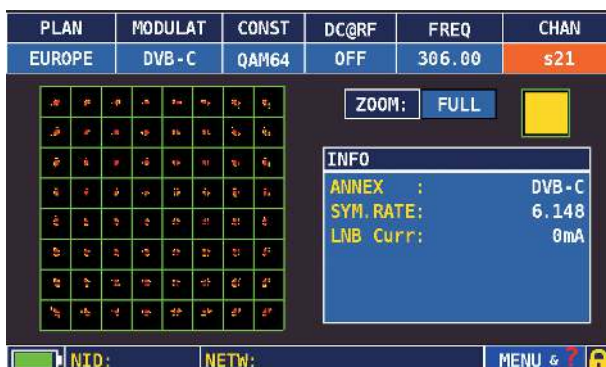 PLAN MODULAT CONST DC@RF FREQ CHAN
EUROPE DVB-C QAM64 OFF 306.00 s21
ZOOM: FULL
INFO
ANNEX : DVB-C
SYM.RATE: 6.148
LNB Curr: 0mA
NID: NETW: MENU & ?